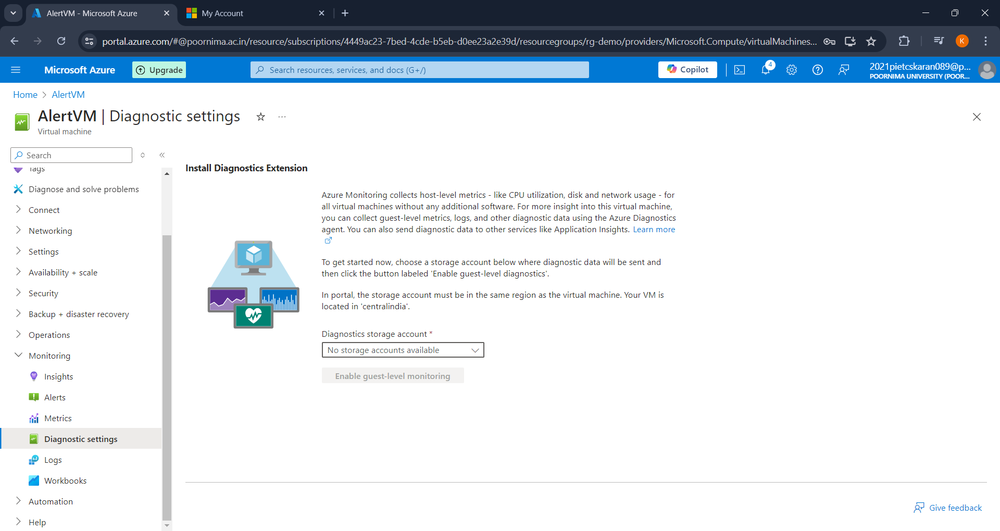 AlertVM - Microsoft Azure
My Account
portal.azure.com/#@poornima.ac.in/resource/subscriptions/4449ac23-7bed-4cde-b5eb-d0ee23a2e39d/resourcegroups/rg-demo/providers/Microsoft.Compute/virtualMachines...
K
Microsoft Azure
Upgrade
Search resources, services, and docs (G+/)
Copilot
4
2021pietcskaran089@p...
POORNIMA UNIVERSITY (POOR...
Home > AlertVM
AlertVM | Diagnostic settings
Virtual machine
Search
Tags
Diagnose and solve problems
Connect
Networking
Settings
Availability + scale
Security
Backup + disaster recovery
Operations
Monitoring
Insights
Alerts
Metrics
Diagnostic settings
Logs
Workbooks
Automation
Help
Install Diagnostics Extension
Azure Monitoring collects host-level metrics - like CPU utilization, disk and network usage - for
all virtual machines without any additional software. For more insight into this virtual machine,
you can collect guest-level metrics, logs, and other diagnostic data using the Azure Diagnostics
agent. You can also send diagnostic data to other services like Application Insights. Learn more
To get started now, choose a storage account below where diagnostic data will be sent and
then click the button labeled 'Enable guest-level diagnostics'.
In portal, the storage account must be in the same region as the virtual machine. Your VM is
located in 'centralindia'.
Diagnostics storage account *
No storage accounts available
Enable guest-level monitoring
Give feedback